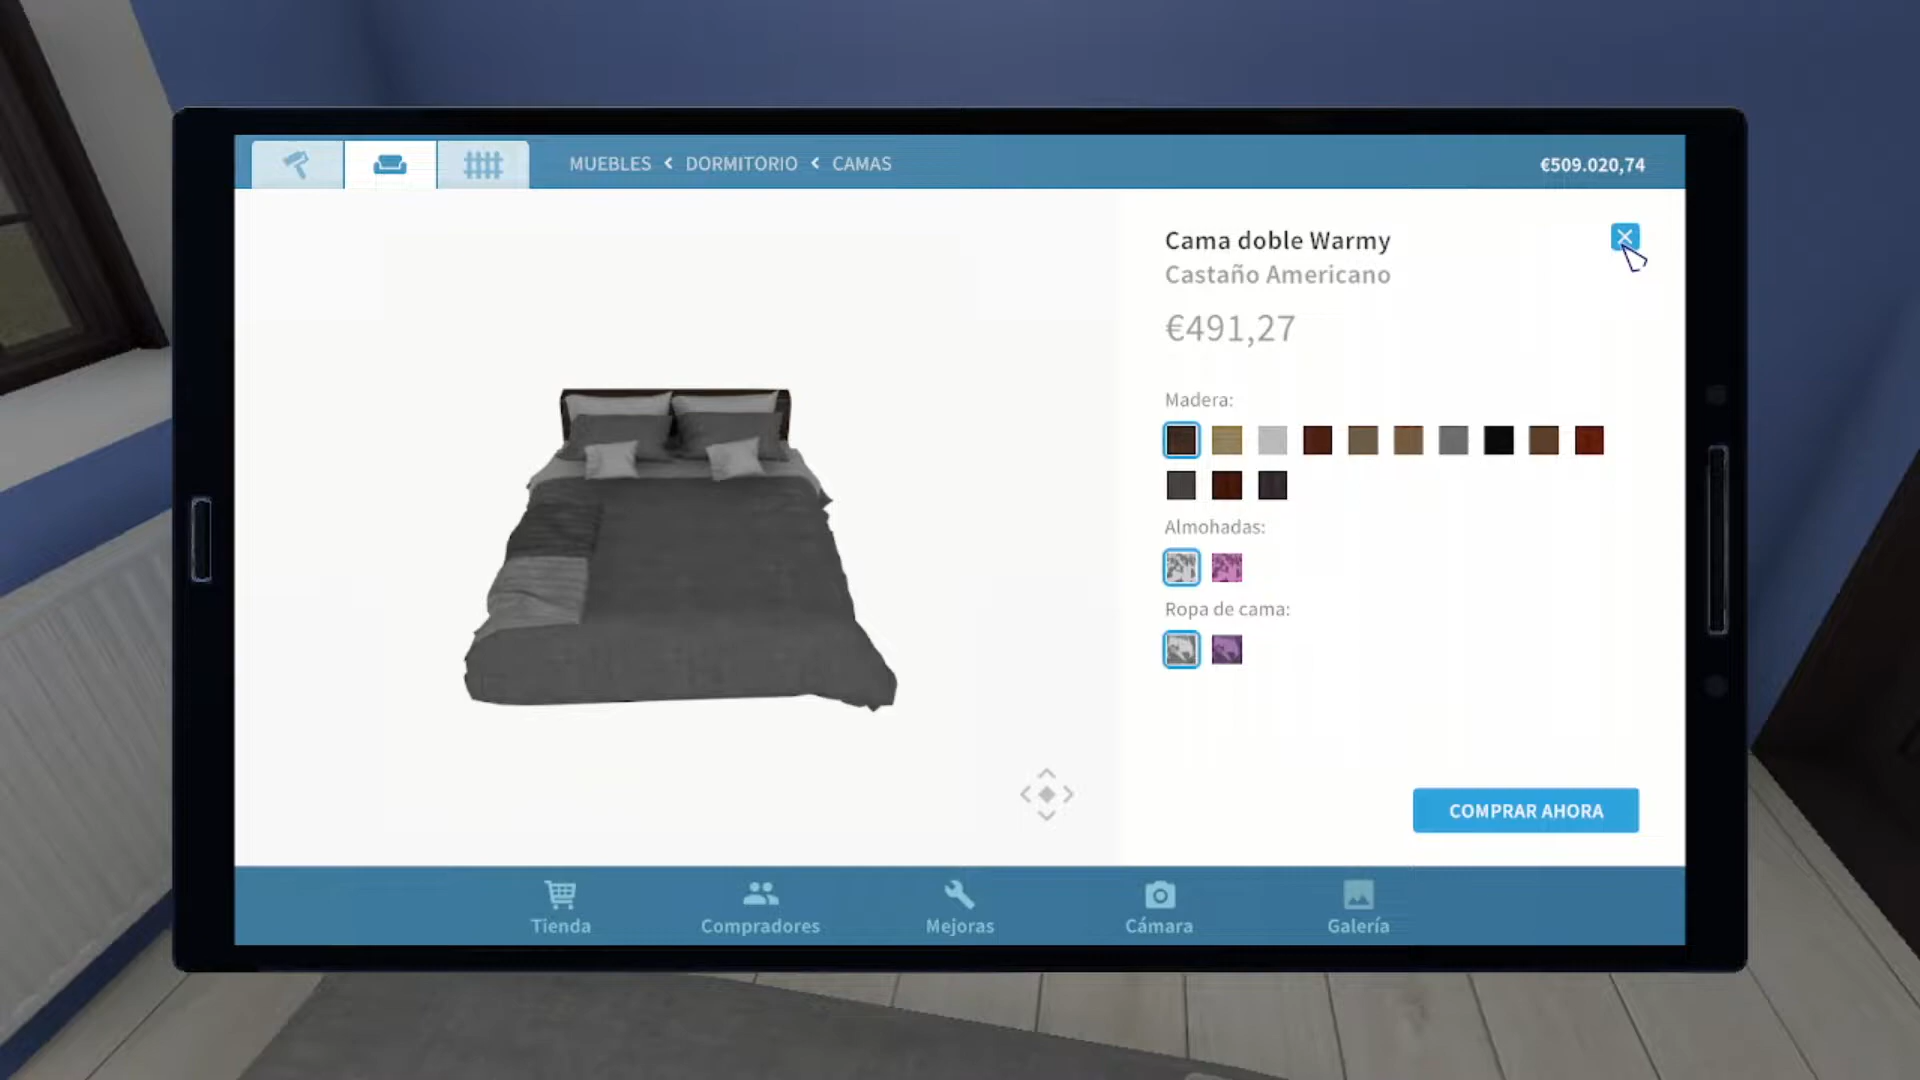 MUEBLES < DORMITORIO < CAMAS
€509.020,74
Cama doble Warmy
Castaño Americano
€491,27
Madera:
Almohadas:
Ropa de cama:
COMPRAR AHORA
Tienda
Compradores
Mejoras
Cámara
Galería